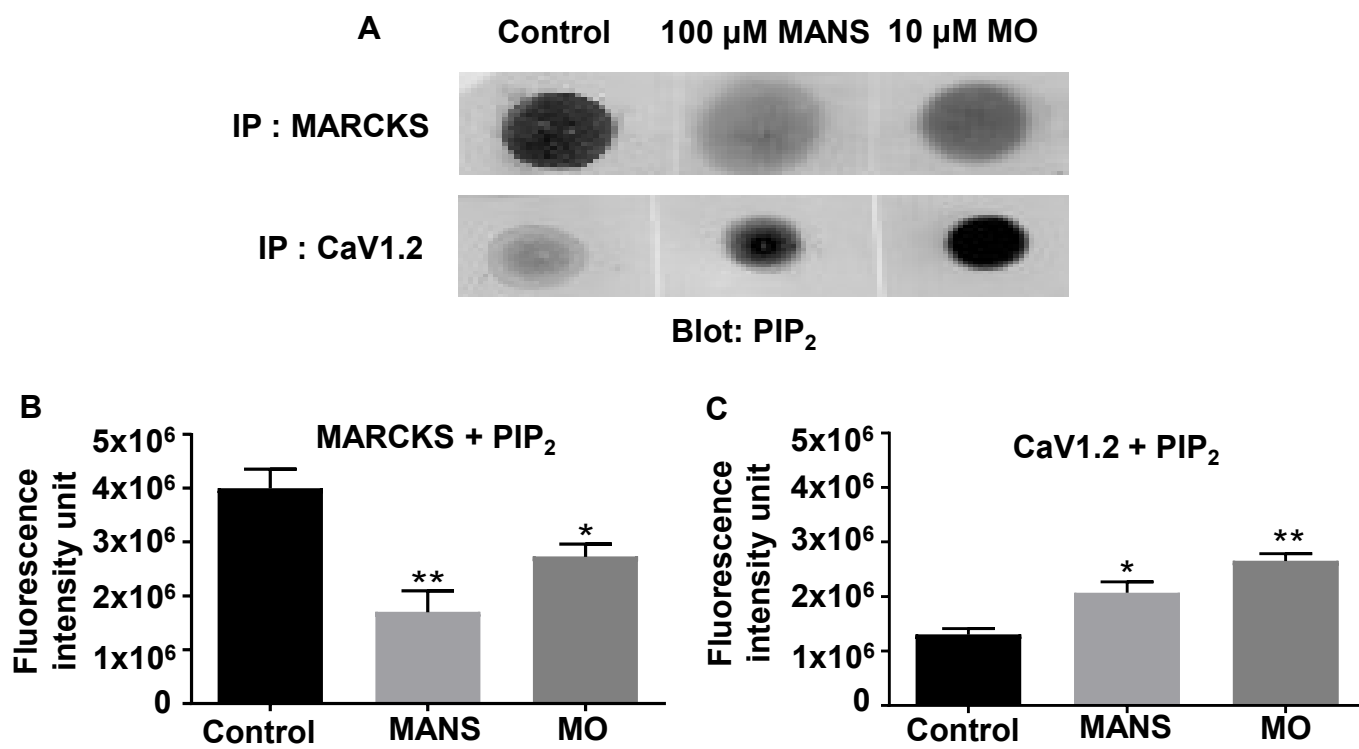 A
Control 100 µM MANS 10 µM MO
IP : MARCKS
IP : CaV1.2
Blot: PIP₂
B
MARCKS + PIP₂
Fluorescence
intensity unit
5x10⁶
4x10⁶
3x10⁶
2x10⁶
1x10⁶
0
**
*
Control MANS MO
C
CaV1.2 + PIP₂
Fluorescence
intensity unit
5x10⁶
4x10⁶
3x10⁶
2x10⁶
1x10⁶
0
*
**
Control MANS MO